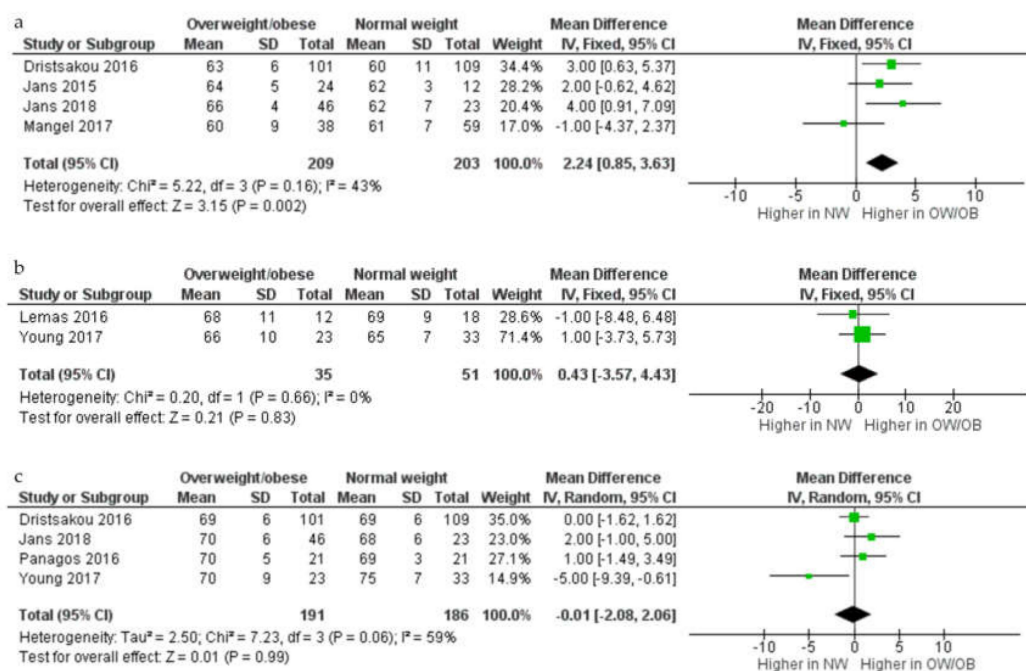 a
Overweight/obese Normal weight Mean Difference Mean Difference
Study or Subgroup Mean SD Total Mean SD Total Weight IV, Fixed, 95% CI IV, Fixed, 95% CI
Dristsakou 2016 63 6 101 60 11 109 34.4% 3.00 [0.63, 5.37]
Jans 2015 64 5 24 62 3 12 28.2% 2.00 [-0.62, 4.62]
Jans 2018 66 4 46 62 7 23 20.4% 4.00 [0.91, 7.09]
Mangel 2017 60 9 38 61 7 59 17.0% -1.00 [-4.37, 2.37]
Total (95% CI) 209 203 100.0% 2.24 [0.85, 3.63]
Heterogeneity: Chi² = 5.22, df = 3 (P = 0.16); I² = 43%
Test for overall effect: Z = 3.15 (P = 0.002)
-10 -5 0 5 10
Higher in NW Higher in OW/OB
b
Overweight/obese Normal weight Mean Difference Mean Difference
Study or Subgroup Mean SD Total Mean SD Total Weight IV, Fixed, 95% CI IV, Fixed, 95% CI
Lemas 2016 68 11 12 69 9 18 28.6% -1.00 [-8.48, 6.48]
Young 2017 66 10 23 65 7 33 71.4% 1.00 [-3.73, 5.73]
Total (95% CI) 35 51 100.0% 0.43 [-3.57, 4.43]
Heterogeneity: Chi² = 0.20, df = 1 (P = 0.66); I² = 0%
Test for overall effect: Z = 0.21 (P = 0.83)
-20 -10 0 10 20
Higher in NW Higher in OW/OB
c
Overweight/obese Normal weight Mean Difference Mean Difference
Study or Subgroup Mean SD Total Mean SD Total Weight IV, Random, 95% CI IV, Random, 95% CI
Dristsakou 2016 69 6 101 69 6 109 35.0% 0.00 [-1.62, 1.62]
Jans 2018 70 6 46 68 6 23 23.0% 2.00 [-1.00, 5.00]
Panagos 2016 70 5 21 69 3 21 27.1% 1.00 [-1.49, 3.49]
Young 2017 70 9 23 75 7 33 14.9% -5.00 [-9.39, -0.61]
Total (95% CI) 191 186 100.0% -0.01 [-2.08, 2.06]
Heterogeneity: Tau² = 2.50; Chi² = 7.23, df = 3 (P = 0.06); I² = 59%
Test for overall effect: Z = 0.01 (P = 0.99)
-10 -5 0 5 10
Higher in NW Higher in OW/OB